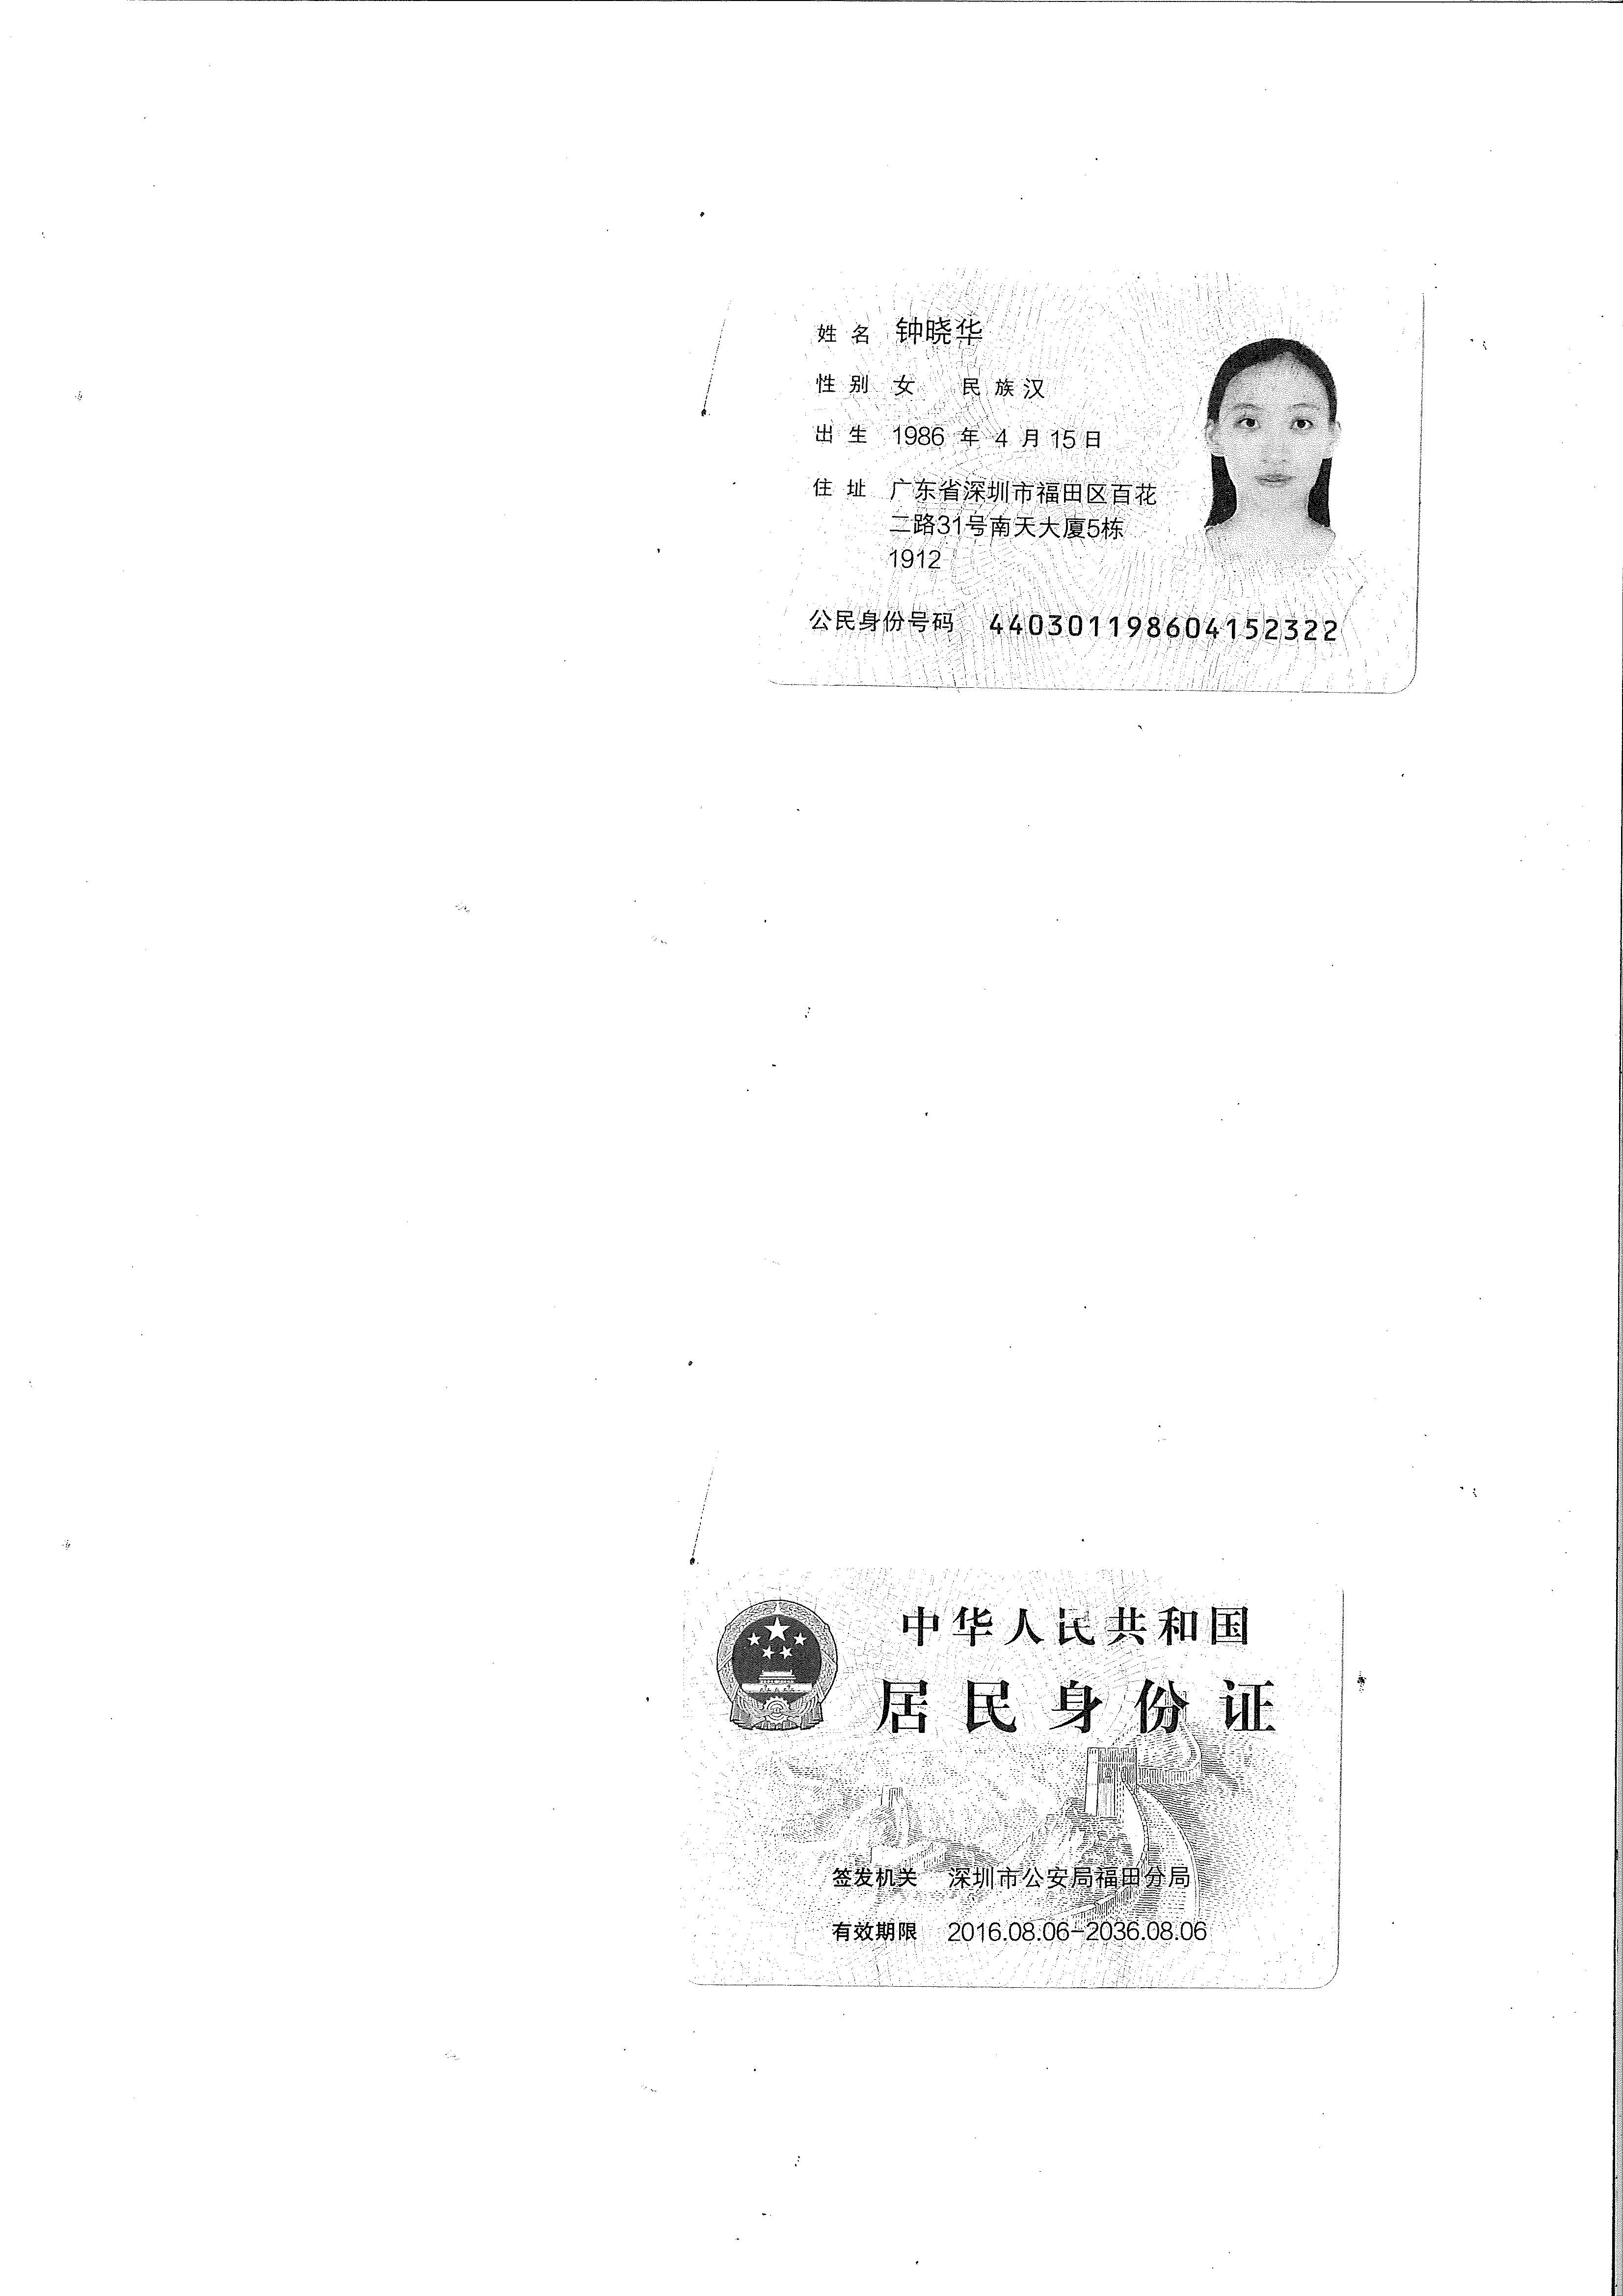 姓名 钟晓华
性别 女 民族 汉
出生 1986 年 4 月 15 日
住址 广东省深圳市福田区百花
二路31号南天大厦5栋
1912
公民身份号码 440301198604152322
中华人民共和国
居民身份证
签发机关 深圳市公安局福田分局
有效期限 2016.08.06-2036.08.06